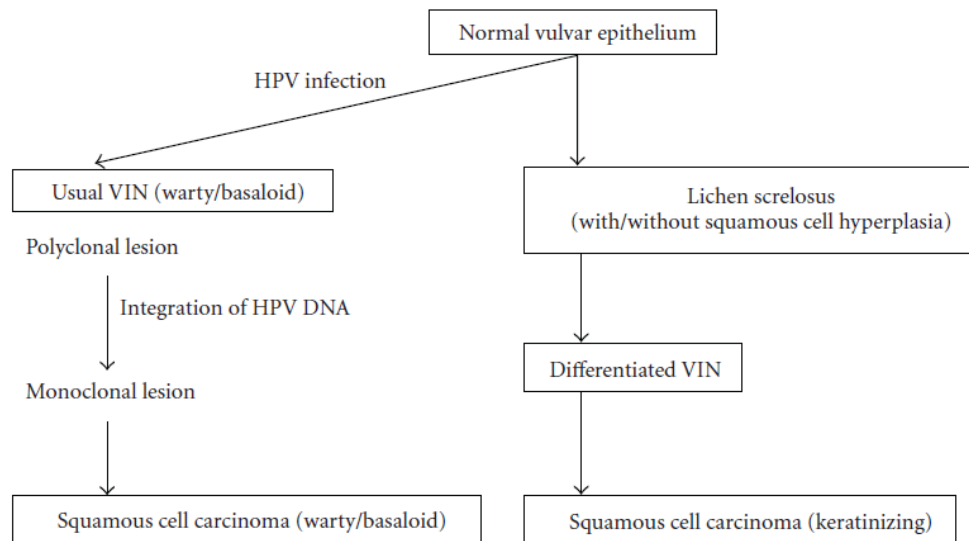 Normal vulvar epithelium
HPV infection
Usual VIN (warty/basaloid)
Polyclonal lesion
Integration of HPV DNA
Monoclonal lesion
Squamous cell carcinoma (warty/basaloid)
Lichen screlosus
(with/without squamous cell hyperplasia)
Differentiated VIN
Squamous cell carcinoma (keratinizing)